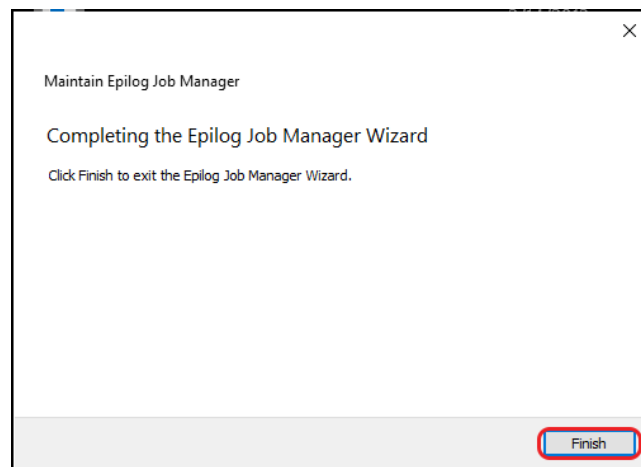 Maintain Epilog Job Manager
Completing the Epilog Job Manager Wizard
Click Finish to exit the Epilog Job Manager Wizard.
Finish